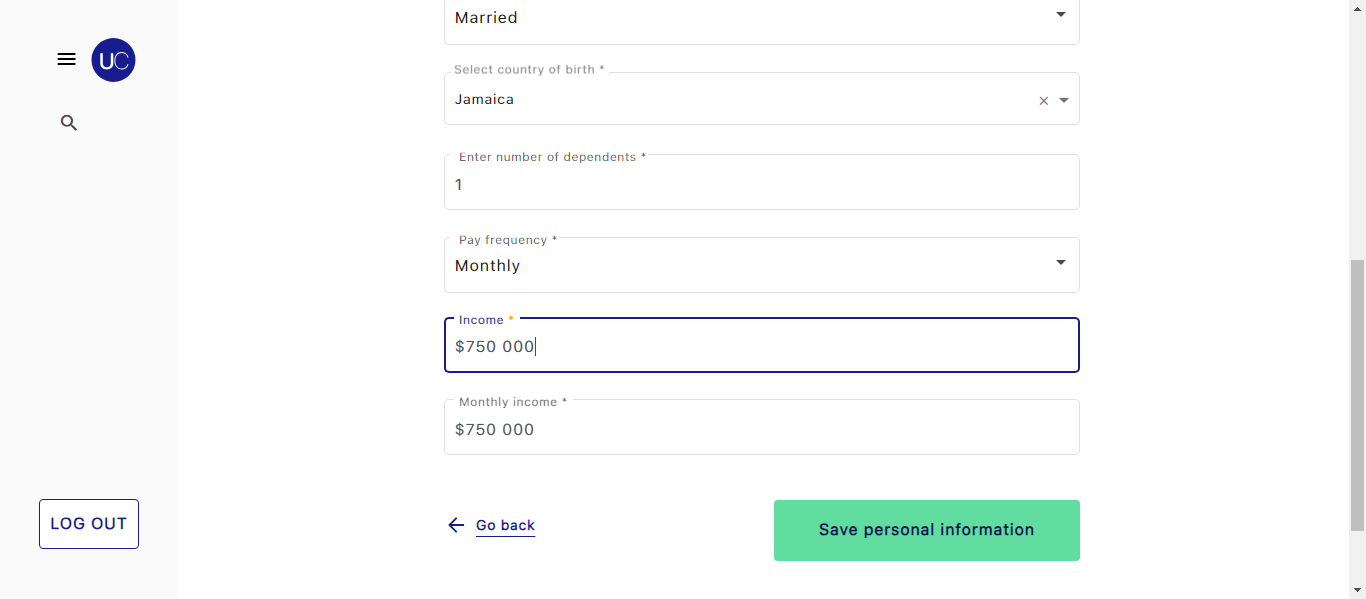 UC
Married
Select country of birth *
Jamaica
Enter number of dependents *
1
Pay frequency *
Monthly
Income *
$750 000
Monthly income *
$750 000
Go back
Save personal information
LOG OUT